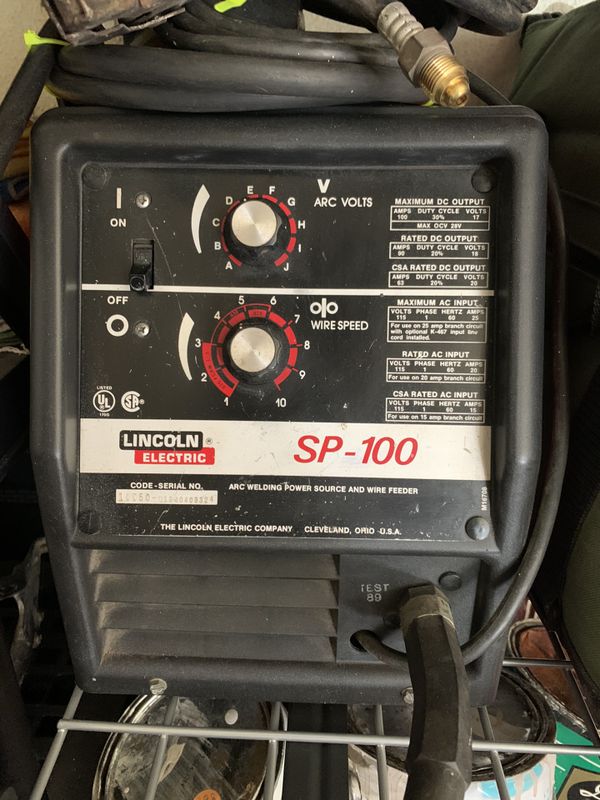 V
ARC VOLTS
ON
OFF
A B C D E F G H I J
WIRE SPEED
1 2 3 4 5 6 7 8 9 10
MAXIMUM DC OUTPUT
AMPS DUTY CYCLE VOLTS
100 30% 17
MAX OCV 28V
RATED DC OUTPUT
AMPS DUTY CYCLE VOLTS
90 20% 18
CSA RATED DC OUTPUT
AMPS DUTY CYCLE VOLTS
63 20% 20
MAXIMUM AC INPUT
VOLTS PHASE HERTZ AMPS
115 1 60 25
For use on 25 amp branch circuit
with optional K-467 input line
cord installed.
RATED AC INPUT
VOLTS PHASE HERTZ AMPS
115 1 60 20
For use on 20 amp branch circuit
CSA RATED AC INPUT
VOLTS PHASE HERTZ AMPS
115 1 60 15
For use on 15 amp branch circuit
LISTED
UL
SA
LINCOLN ®
ELECTRIC
SP-100
CODE-SERIAL NO.
ARC WELDING POWER SOURCE AND WIRE FEEDER
THE LINCOLN ELECTRIC COMPANY CLEVELAND, OHIO U.S.A.
M16708
TEST
89